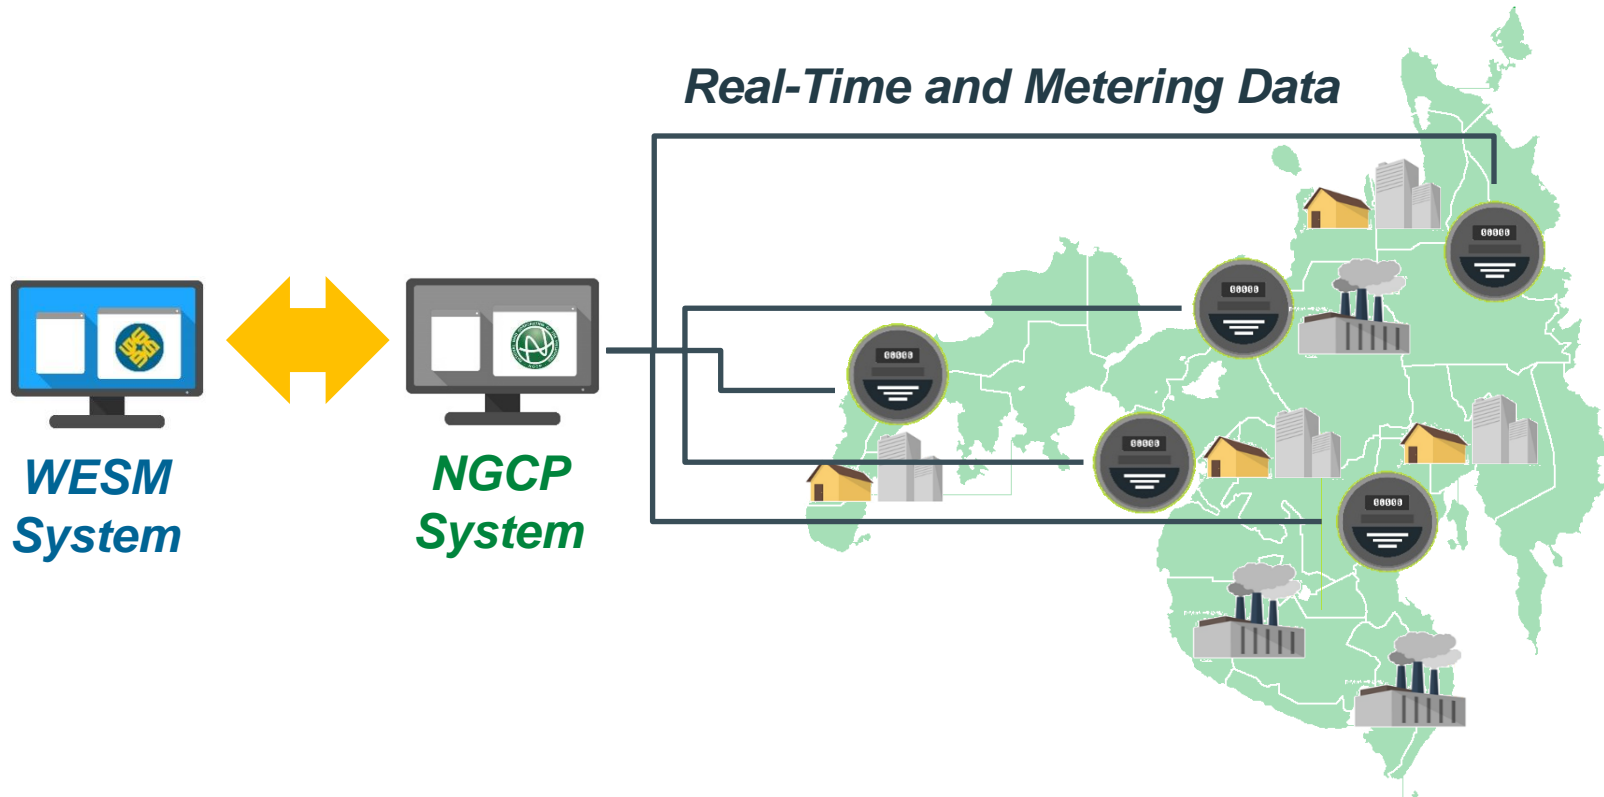 Real-Time and Metering Data
WESM
System
NGCP
System